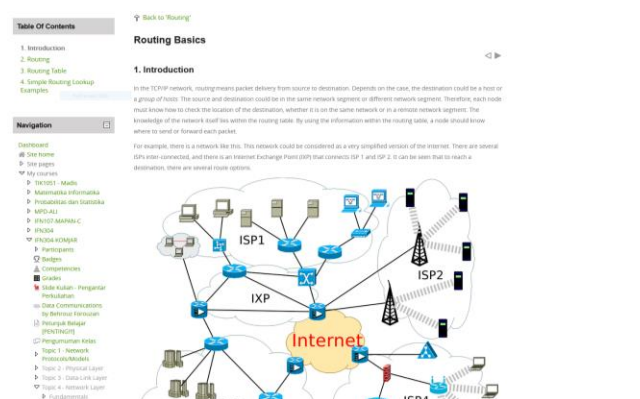 Back to 'Routing'
Table Of Contents
Routing Basics
1. Introduction
2. Routing
3. Routing Table
4. Simple Routing Lookup
Examples
1. Introduction
In the TCP/IP network, routing means packet delivery from source to destination. Depends on the case, the destination could be a host or
a group of hosts. The source and destination could be in the same network segment or different network segment. Therefore, each node
must know how to check the location of the destination, whether it is on the same network or in a remote network segment. The
knowledge of the network itself lies within the routing table. By using the information within the routing table, a node should know
where to send or forward each packet.
For example, there is a network like this. This network could be considered as a very simplified version of the internet. There are several
ISPs inter-connected, and there is an Internet Exchange Point (IXP) that connects ISP 1 and ISP 2. It can be seen that to reach a
destination, there are several route options.
Navigation
Dashboard
Site home
Site pages
My courses
TIK1051 - Madis
Matematika Informatika
Probabilitas dan Statistika
MPD-ALI
IFN107-MAPAN-C
IFN304
IFN304-KOMJAR
Participants
Badges
Competencies
Grades
Slide Kuliah - Pengantar
Perkuliahan
Data Communications
by Behrouz Forouzan
Petunjuk Belajar
[PENTING!!!]
Pengumuman Kelas
Topic 1 - Network
Protocols/Models
Topic 2 - Physical Layer
Topic 3 - Data Link Layer
Topic 4 - Network Layer
Fundamentals
ISP1
ISP2
IXP
Internet